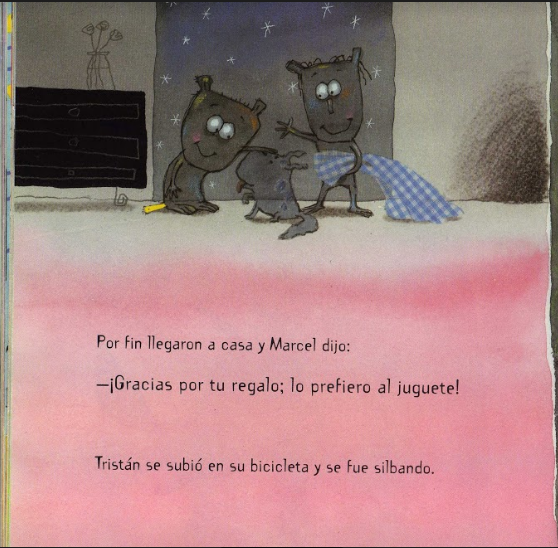 Por fin llegaron a casa y Marcel dijo:
—¡Gracias por tu regalo; lo prefiero al juguete!
Tristán se subió en su bicicleta y se fue silbando.